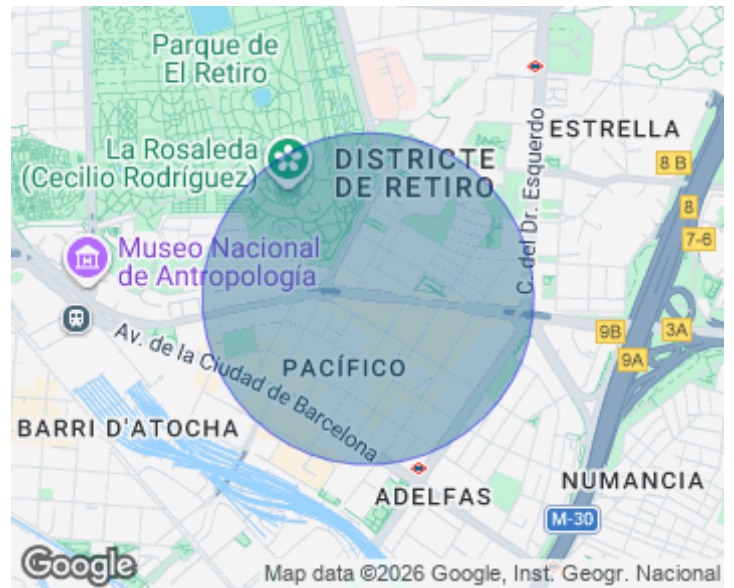 Parque de
El Retiro
La Rosaleda
(Cecilio Rodríguez)
DISTRICTE
DE RETIRO
ESTRELLA
8 B
8
7-6
C. del Dr. Esquerdo
Museo Nacional
de Antropología
Av. de la Ciudad de Barcelona
PACÍFICO
9B
3A
9A
BARRI D'ATOCHA
ADELFAS
NUMANCIA
M-30
Google
Map data ©2026 Google, Inst. Geogr. Nacional